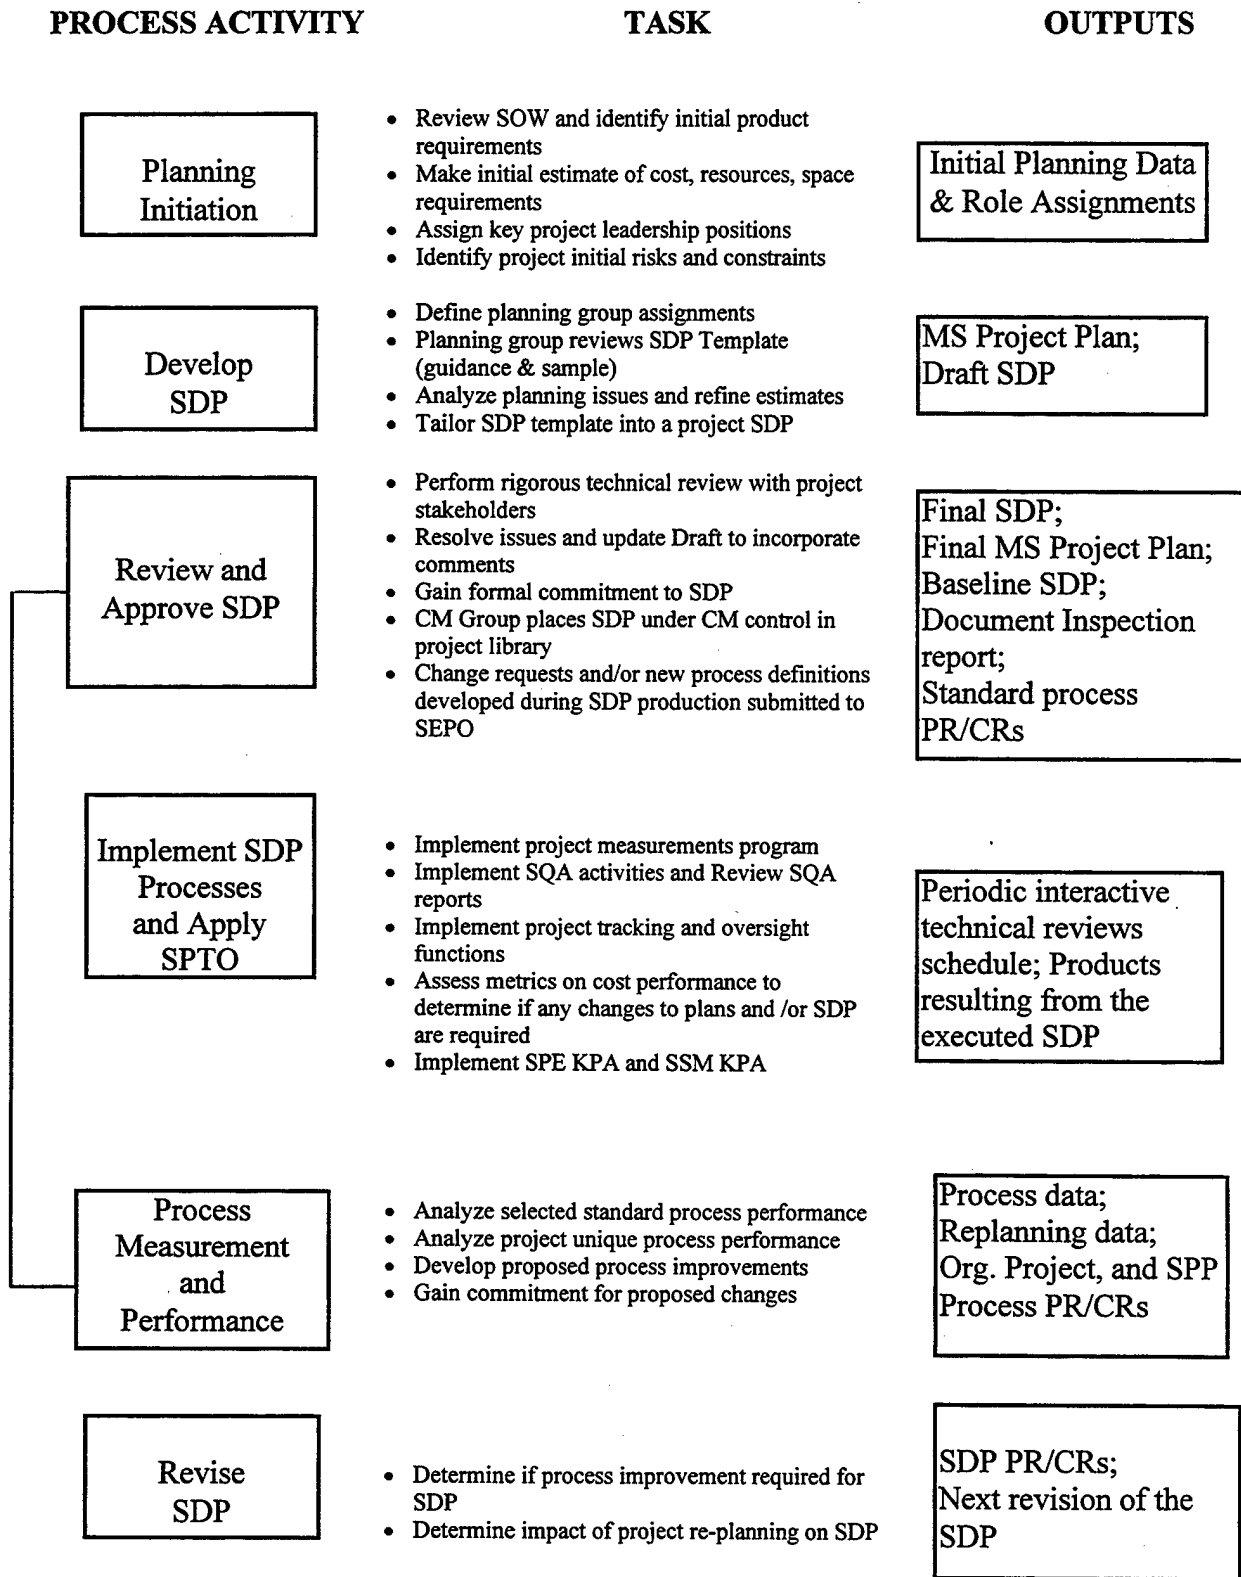 PROCESS ACTIVITY
TASK
OUTPUTS
Planning
Initiation
• Review SOW and identify initial product
requirements
• Make initial estimate of cost, resources, space
requirements
• Assign key project leadership positions
• Identify project initial risks and constraints
Initial Planning Data
& Role Assignments
Develop
SDP
• Define planning group assignments
• Planning group reviews SDP Template
(guidance & sample)
• Analyze planning issues and refine estimates
• Tailor SDP template into a project SDP
MS Project Plan;
Draft SDP
Review and
Approve SDP
• Perform rigorous technical review with project
stakeholders
• Resolve issues and update Draft to incorporate
comments
• Gain formal commitment to SDP
• CM Group places SDP under CM control in
project library
• Change requests and/or new process definitions
developed during SDP production submitted to
SEPO
Final SDP;
Final MS Project Plan;
Baseline SDP;
Document Inspection
report;
Standard process
PR/CRs
Implement SDP
Processes
and Apply
SPTO
• Implement project measurements program
• Implement SQA activities and Review SQA
reports
• Implement project tracking and oversight
functions
• Assess metrics on cost performance to
determine if any changes to plans and /or SDP
are required
• Implement SPE KPA and SSM KPA
Periodic interactive
technical reviews
schedule; Products
resulting from the
executed SDP
Process
Measurement
and
Performance
• Analyze selected standard process performance
• Analyze project unique process performance
• Develop proposed process improvements
• Gain commitment for proposed changes
Process data;
Replanning data;
Org. Project, and SPP
Process PR/CRs
Revise
SDP
• Determine if process improvement required for
SDP
• Determine impact of project re-planning on SDP
SDP PR/CRs;
Next revision of the
SDP